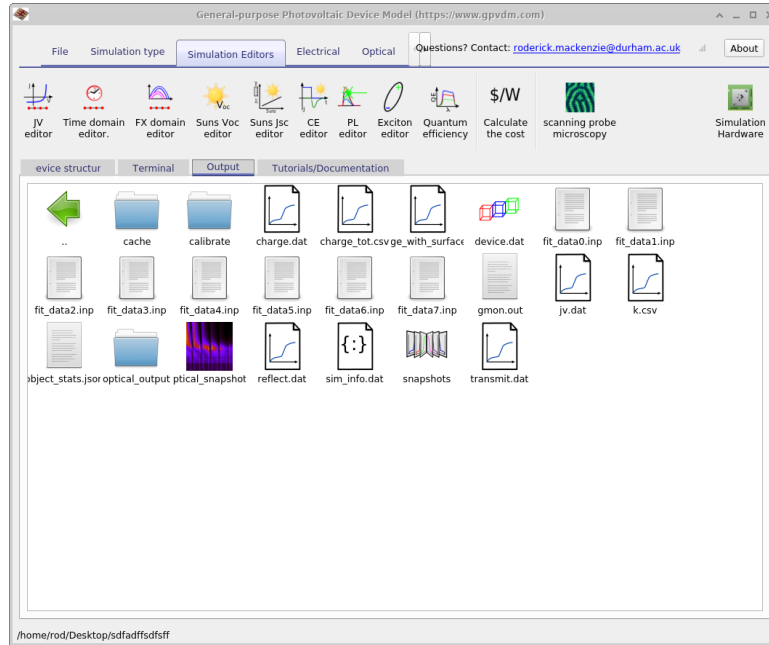 General-purpose Photovoltaic Device Model (https://www.gpvdm.com)
File Simulation type Simulation Editors Electrical Optical Questions? Contact: roderick.mackenzie@durham.ac.uk About
JV editor
Time domain editor.
FX domain editor
Suns Voc editor
Suns Jsc editor
CE editor
PL editor
Exciton editor
Quantum efficiency
$/W
Calculate the cost
scanning probe microscopy
Simulation Hardware
evice structur Terminal Output Tutorials/Documentation
.. cache calibrate charge.dat charge_tot.csv ge_with_surface device.dat fit_data0.inp fit_data1.inp
fit_data2.inp fit_data3.inp fit_data4.inp fit_data5.inp fit_data6.inp fit_data7.inp gmon.out jv.dat k.csv
{:}
object_stats.json optical_output ptical_snapshot reflect.dat sim_info.dat snapshots transmit.dat
/home/rod/Desktop/sdfadffsdfsff